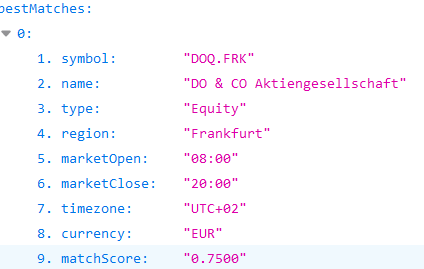 bestMatches:
0:
1. symbol: "DOQ.FRK"
2. name: "DO & CO Aktiengesellschaft"
3. type: "Equity"
4. region: "Frankfurt"
5. marketOpen: "08:00"
6. marketClose: "20:00"
7. timezone: "UTC+02"
8. currency: "EUR"
9. matchScore: "0.7500"